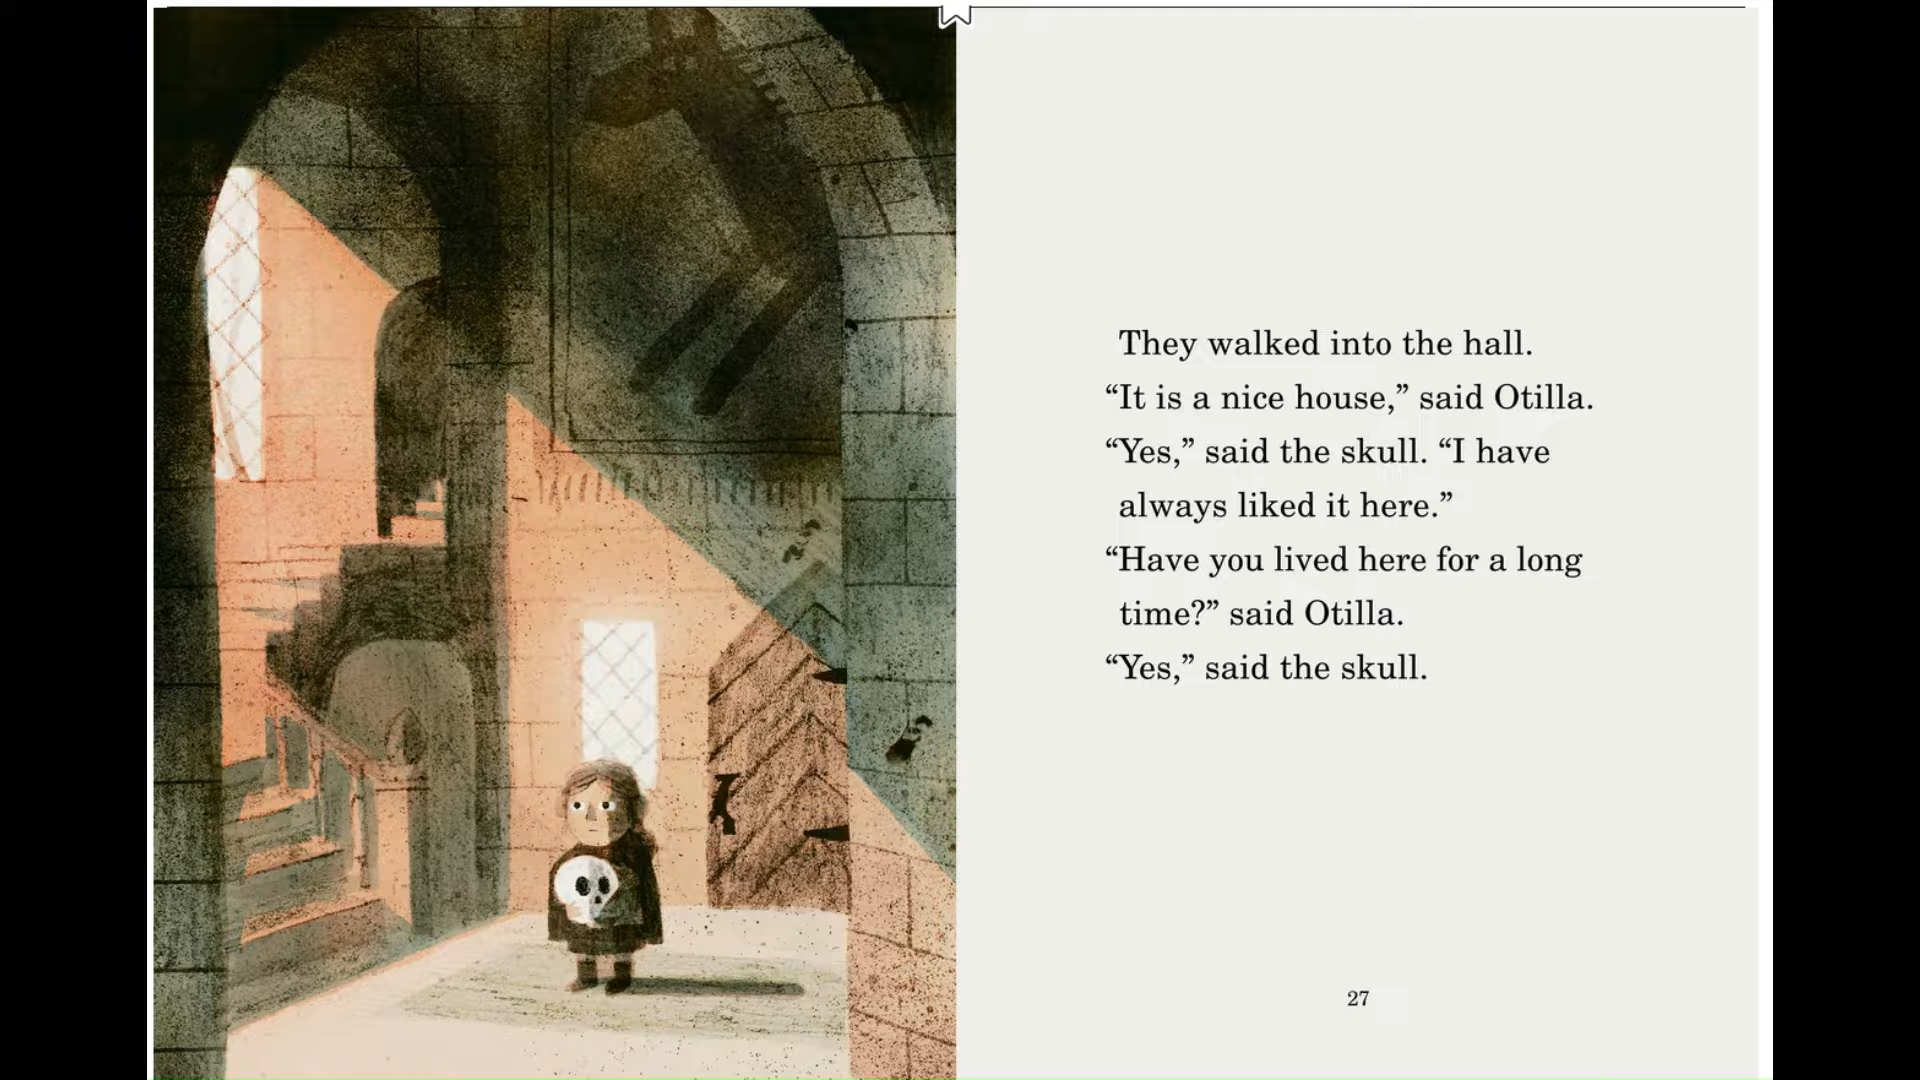 They walked into the hall.
“It is a nice house,” said Otilla.
“Yes,” said the skull. “I have
always liked it here.”
“Have you lived here for a long
time?” said Otilla.
“Yes,” said the skull.
27